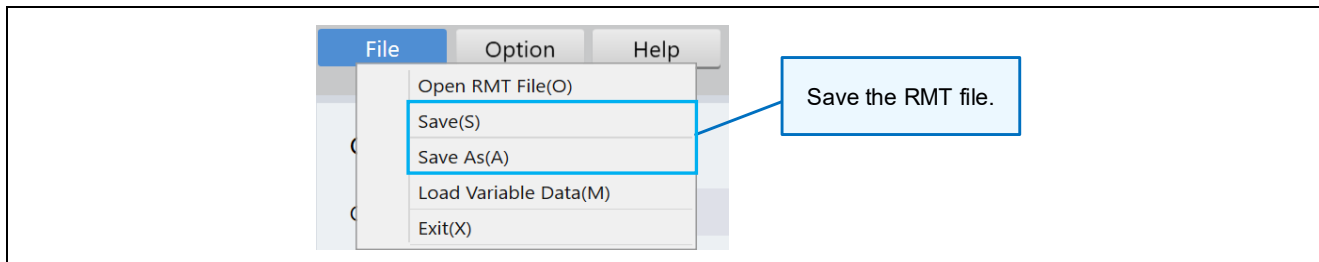 File Option Help
Open RMT File(O)
Save(S)
Save the RMT file.
Save As(A)
Load Variable Data(M)
Exit(X)